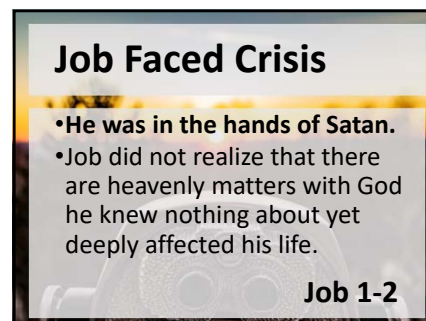 Job Faced Crisis
•He was in the hands of Satan.
•Job did not realize that there
are heavenly matters with God
he knew nothing about yet
deeply affected his life.
Job 1-2